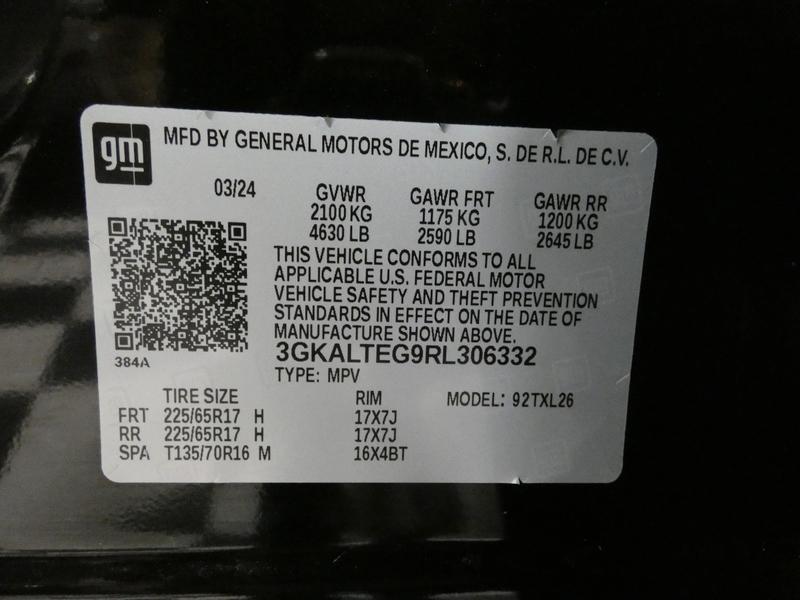 gm
MFD BY GENERAL MOTORS DE MEXICO, S. DE R.L. DE C.V.
03/24 GVWR GAWR FRT GAWR RR
2100 KG 1175 KG 1200 KG
4630 LB 2590 LB 2645 LB
THIS VEHICLE CONFORMS TO ALL
APPLICABLE U.S. FEDERAL MOTOR
VEHICLE SAFETY AND THEFT PREVENTION
STANDARDS IN EFFECT ON THE DATE OF
MANUFACTURE SHOWN ABOVE.
384A
3GKALTEG9RL306332
TYPE: MPV
TIRE SIZE RIM MODEL: 92TXL26
FRT 225/65R17 H 17X7J
RR 225/65R17 H 17X7J
SPA T135/70R16 M 16X4BT